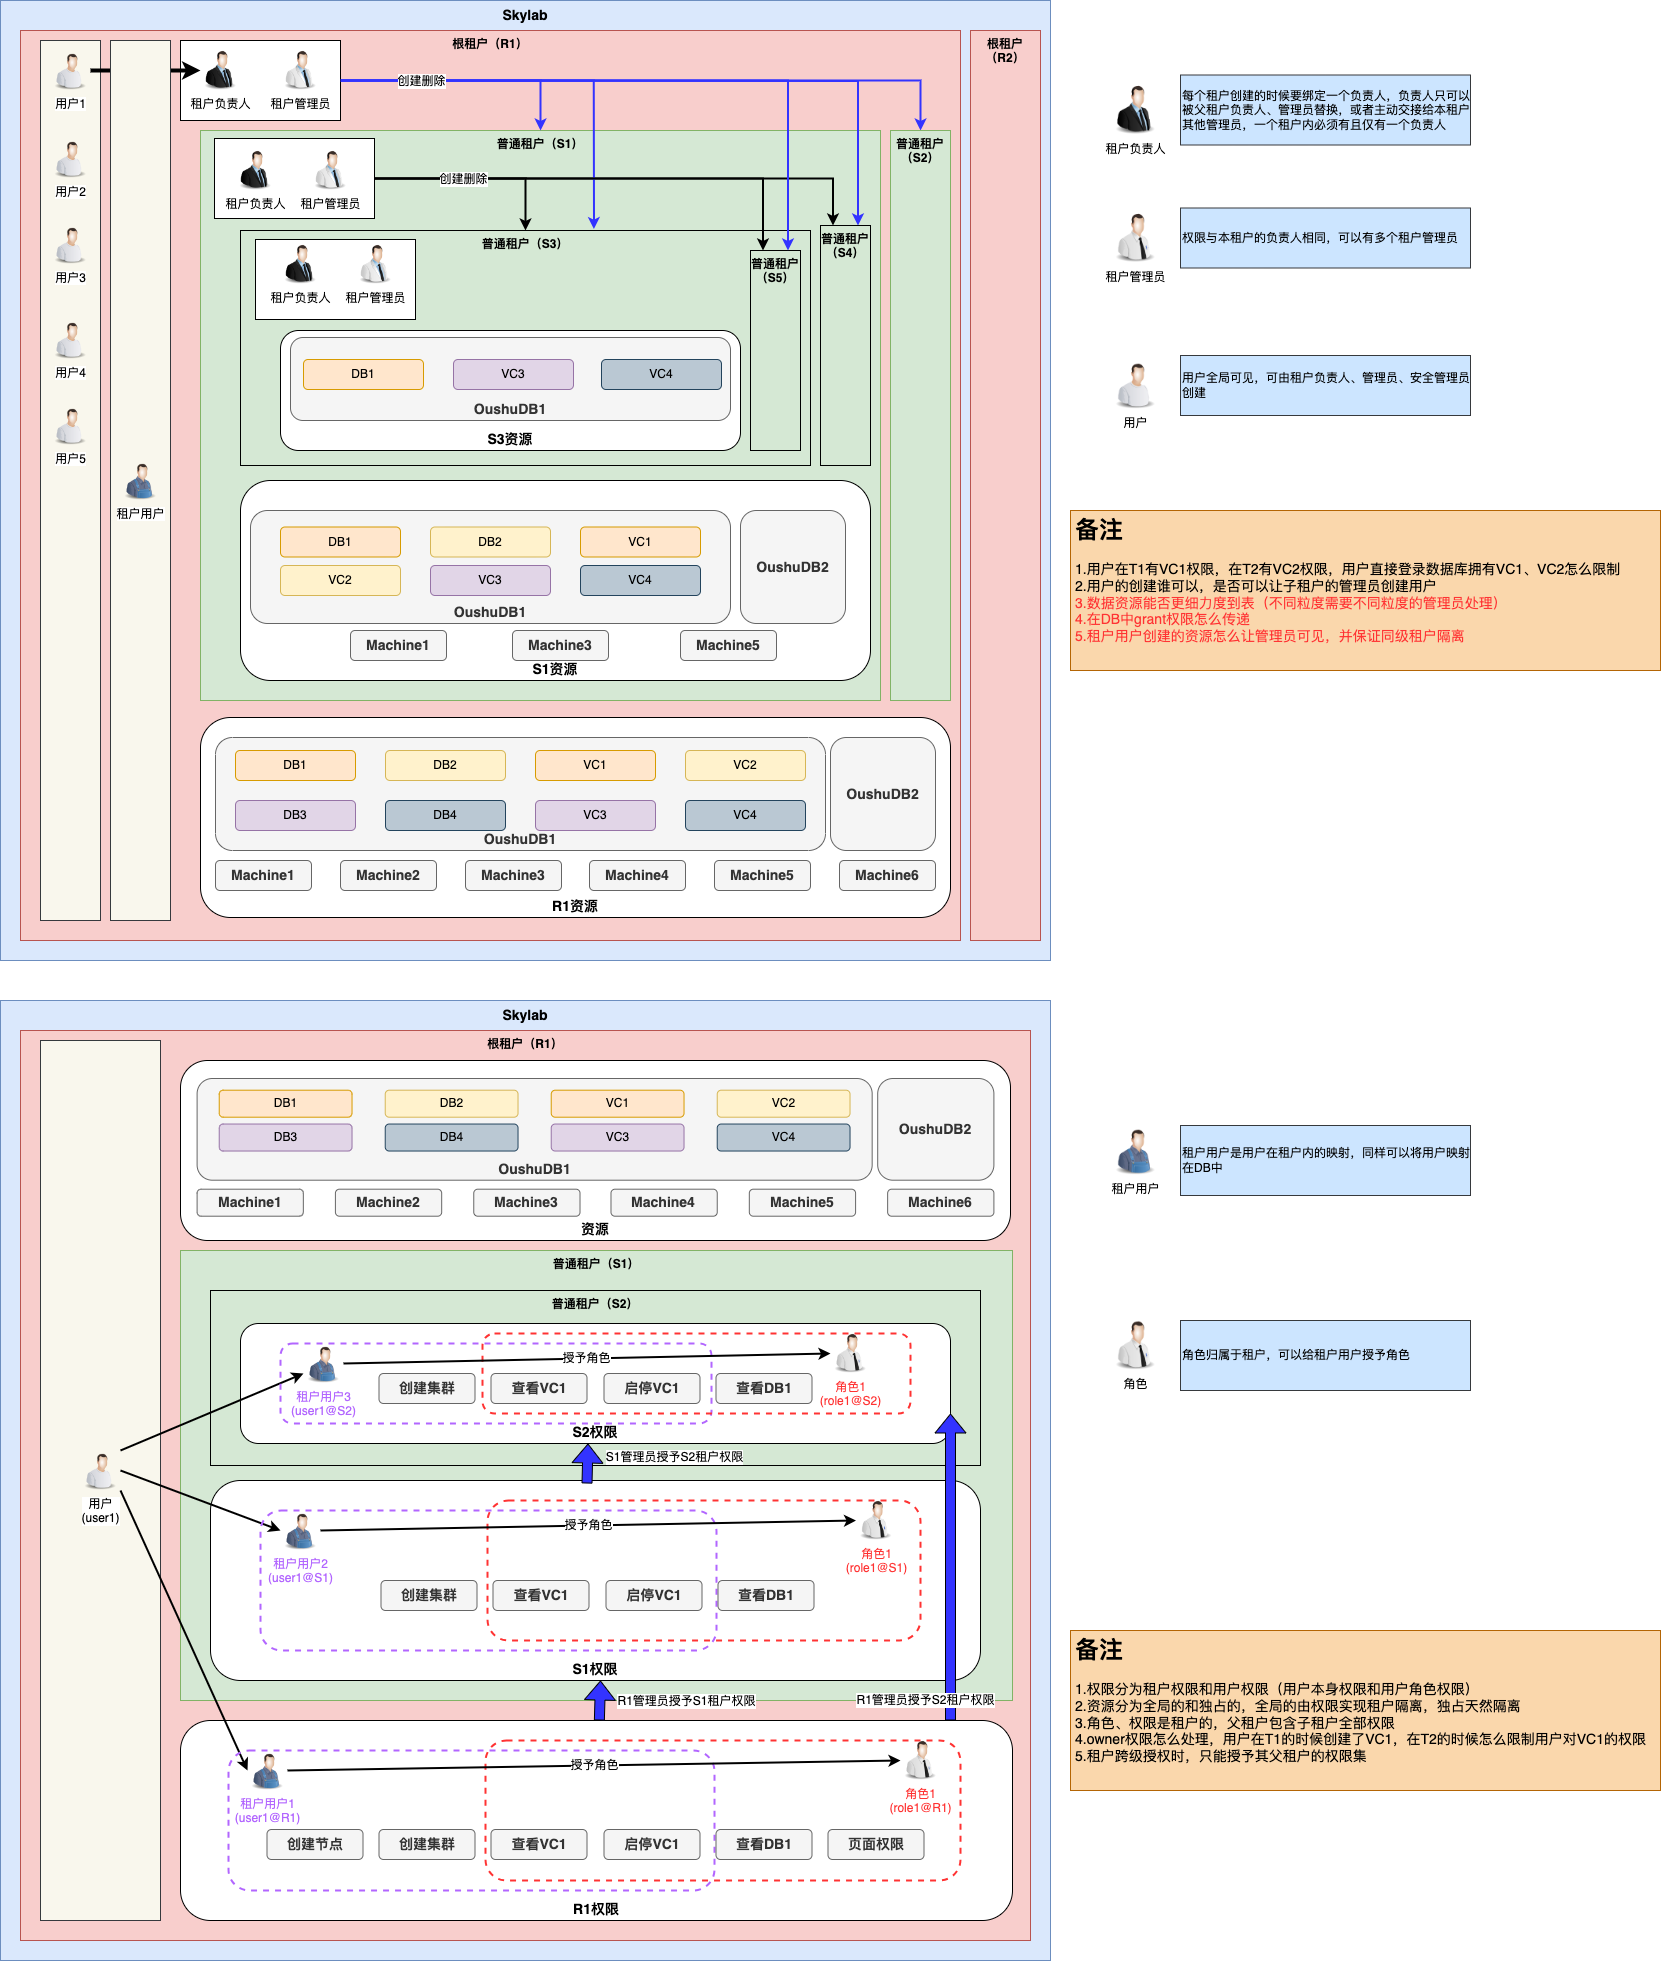 Skylab
根租户（R1）
根租户
（R2）
用户1
用户2
用户3
用户4
用户5
租户用户
租户负责人
租户管理员
创建删除
普通租户（S1）
普通租户
（S2）
租户负责人
租户管理员
创建删除
普通租户（S3）
普通租户
（S4）
普通租户
（S5）
租户负责人
租户管理员
DB1
VC3
VC4
OushuDB1
S3资源
DB1
DB2
VC1
VC2
VC3
VC4
OushuDB1
OushuDB2
Machine1
Machine3
Machine5
S1资源
DB1
DB2
VC1
VC2
DB3
DB4
VC3
VC4
OushuDB1
OushuDB2
Machine1
Machine2
Machine3
Machine4
Machine5
Machine6
R1资源
租户负责人
每个租户创建的时候要绑定一个负责人，负责人只可以
被父租户负责人、管理员替换，或者主动交接给本租户
其他管理员，一个租户内必须有且仅有一个负责人
租户管理员
权限与本租户的负责人相同，可以有多个租户管理员
用户
用户全局可见，可由租户负责人、管理员、安全管理员
创建
备注
1.用户在T1有VC1权限，在T2有VC2权限，用户直接登录数据库拥有VC1、VC2怎么限制
2.用户的创建谁可以，是否可以让子租户的管理员创建用户
3.数据资源能否更细力度到表（不同粒度需要不同粒度的管理员处理）
4.在DB中grant权限怎么传递
5.租户用户创建的资源怎么让管理员可见，并保证同级租户隔离
Skylab
根租户（R1）
DB1
DB2
VC1
VC2
DB3
DB4
VC3
VC4
OushuDB1
OushuDB2
Machine1
Machine2
Machine3
Machine4
Machine5
Machine6
资源
普通租户（S1）
普通租户（S2）
授予角色
租户用户3
(user1@S2)
创建集群
查看VC1
启停VC1
查看DB1
角色1
(role1@S2)
S2权限
S1管理员授予S2租户权限
用户
(user1)
授予角色
租户用户2
(user1@S1)
角色1
(role1@S1)
创建集群
查看VC1
启停VC1
查看DB1
S1权限
R1管理员授予S1租户权限
R1管理员授予S2租户权限
授予角色
租户用户1
(user1@R1)
角色1
(role1@R1)
创建节点
创建集群
查看VC1
启停VC1
查看DB1
页面权限
R1权限
租户用户
租户用户是用户在租户内的映射，同样可以将用户映射
在DB中
角色
角色归属于租户，可以给租户用户授予角色
备注
1.权限分为租户权限和用户权限（用户本身权限和用户角色权限）
2.资源分为全局的和独占的，全局的由权限实现租户隔离，独占天然隔离
3.角色、权限是租户的，父租户包含子租户全部权限
4.owner权限怎么处理，用户在T1的时候创建了VC1，在T2的时候怎么限制用户对VC1的权限
5.租户跨级授权时，只能授予其父租户的权限集